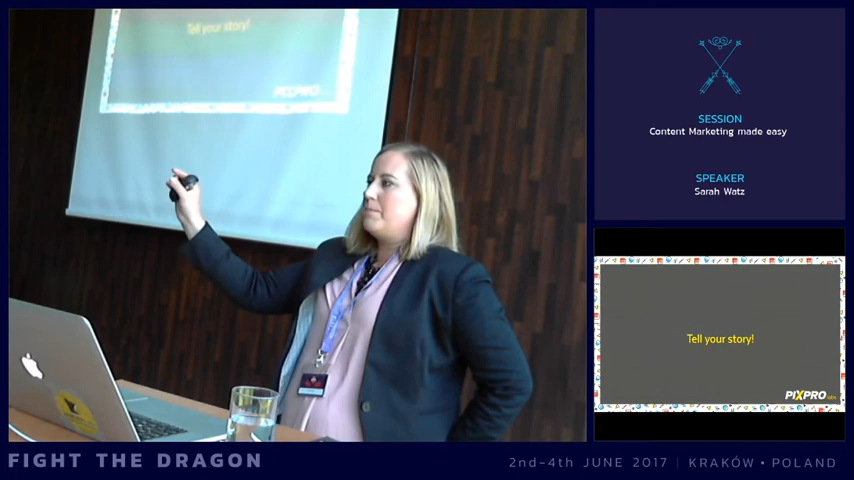 Tell your story!
PIXPRO
SESSION
Content Marketing made easy
SPEAKER
Sarah Watz
Tell your story!
PIXPRO labs
FIGHT THE DRAGON
2nd-4th JUNE 2017 | KRAKÓW • POLAND